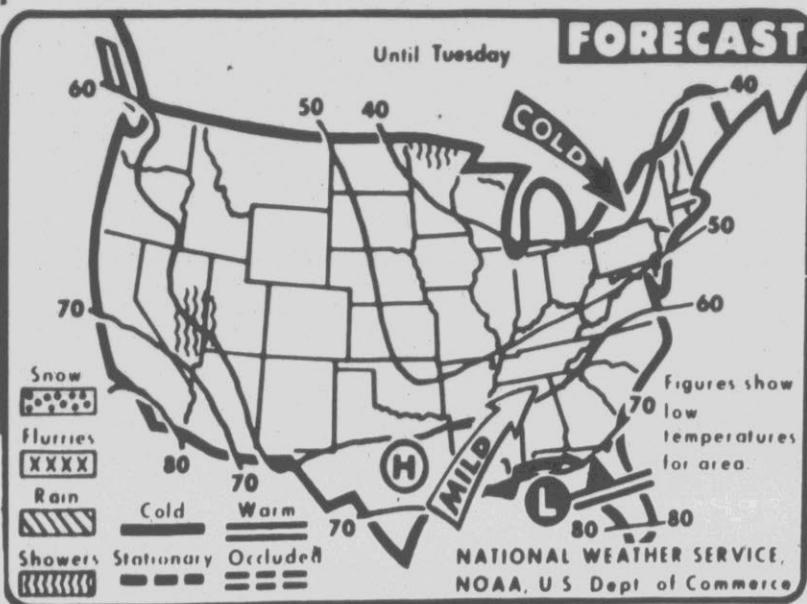 FORECAST
Until Tuesday
60
50
40
COLD
40
50
70
60
Snow
Flurries
Rain
Showers
Cold
Warm
Stationary
Occluded
80
70
70
H
MILD
L
70
80
80
Figures show
low
temperatures
for area.
NATIONAL WEATHER SERVICE,
NOAA, U S Dept of Commerce